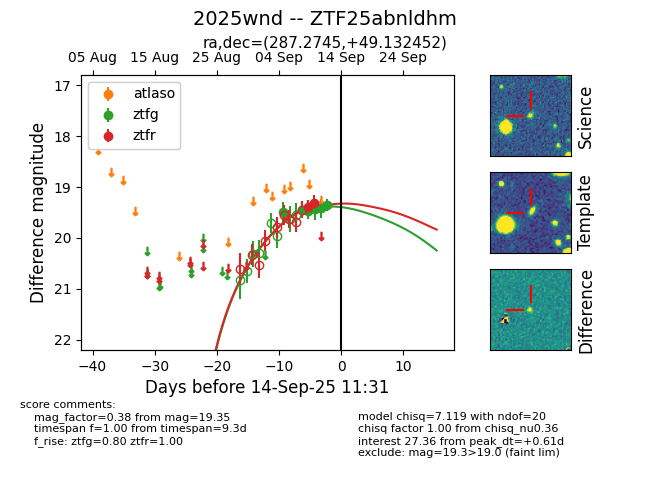 2025wnd -- ZTF25abnldhm
ra,dec=(287.2745,+49.132452)
05 Aug 15 Aug 25 Aug 04 Sep 14 Sep 24 Sep
17
18
19
20
21
22
Difference magnitude
atlaso
ztfg
ztfr
−40 −30 −20 −10 0 10
Days before 14-Sep-25 11:31
Science
Template
Difference
score comments:
mag_factor=0.38 from mag=19.35
timespan f=1.00 from timespan=9.3d
f_rise: ztfg=0.80 ztfr=1.00
model chisq=7.119 with ndof=20
chisq factor 1.00 from chisq_nu0.36
interest 27.36 from peak_dt=+0.61d
exclude: mag=19.3>19.0 (faint lim)